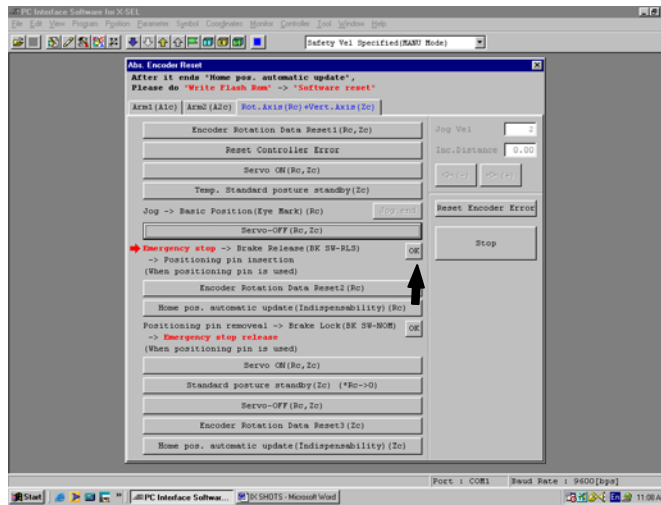 PC Interface Software for X-SEL
File Edit View Program Position Parameter Symbol Coordinates Monitor Controller Tool Window Help
Safety Vel Specified(MANU Mode)
Abs. Encoder Reset
After it ends 'Home pos. automatic update',
Please do 'Write Flash Rom' -> 'Software reset'
Arm1(A1c) Arm2(A2c) Rot.Axis(Rc)+Vert.Axis(Zc)
Encoder Rotation Data Reset1(Rc,Zc)
Jog Vel 2
Reset Controller Error
Inc.Distance 0.00
Servo ON(Rc,Zc)
<-(-) ->(+)
Temp. Standard posture standby(Zc)
Jog -> Basic Position(Eye Mark)(Rc) Jog end
Reset Encoder Error
Servo-OFF(Rc,Zc)
Stop
Emergency stop -> Brake Release(BK SW-RLS) OK
-> Positioning pin insertion
(When positioning pin is used)
Encoder Rotation Data Reset2(Rc)
Home pos. automatic update(Indispensability)(Rc)
Positioning pin removeal -> Brake Lock(BK SW-NOM) OK
-> Emergency stop release
(When positioning pin is used)
Servo ON(Rc,Zc)
Standard posture standby(Zc) (*Rc->0)
Servo-OFF(Rc,Zc)
Encoder Rotation Data Reset3(Zc)
Home pos. automatic update(Indispensability)(Zc)
Port : COM1 Baud Rate : 9600[bps]
Start PC Interface Softwar... IX SHOTS - Microsoft Word En 11:00 A